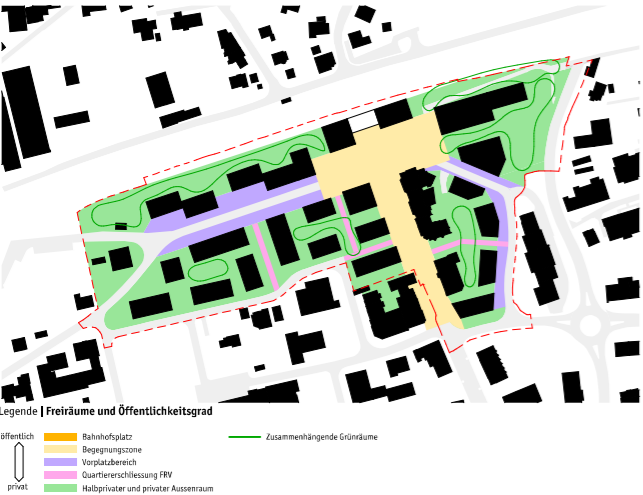 Legende | Freiräume und Öffentlichkeitsgrad
öffentlich
privat
Bahnhofsplatz
Begegnungszone
Vorplatzbereich
Quartiererschliessung FRV
Halbprivater und privater Aussenraum
Zusammenhängende Grünräume